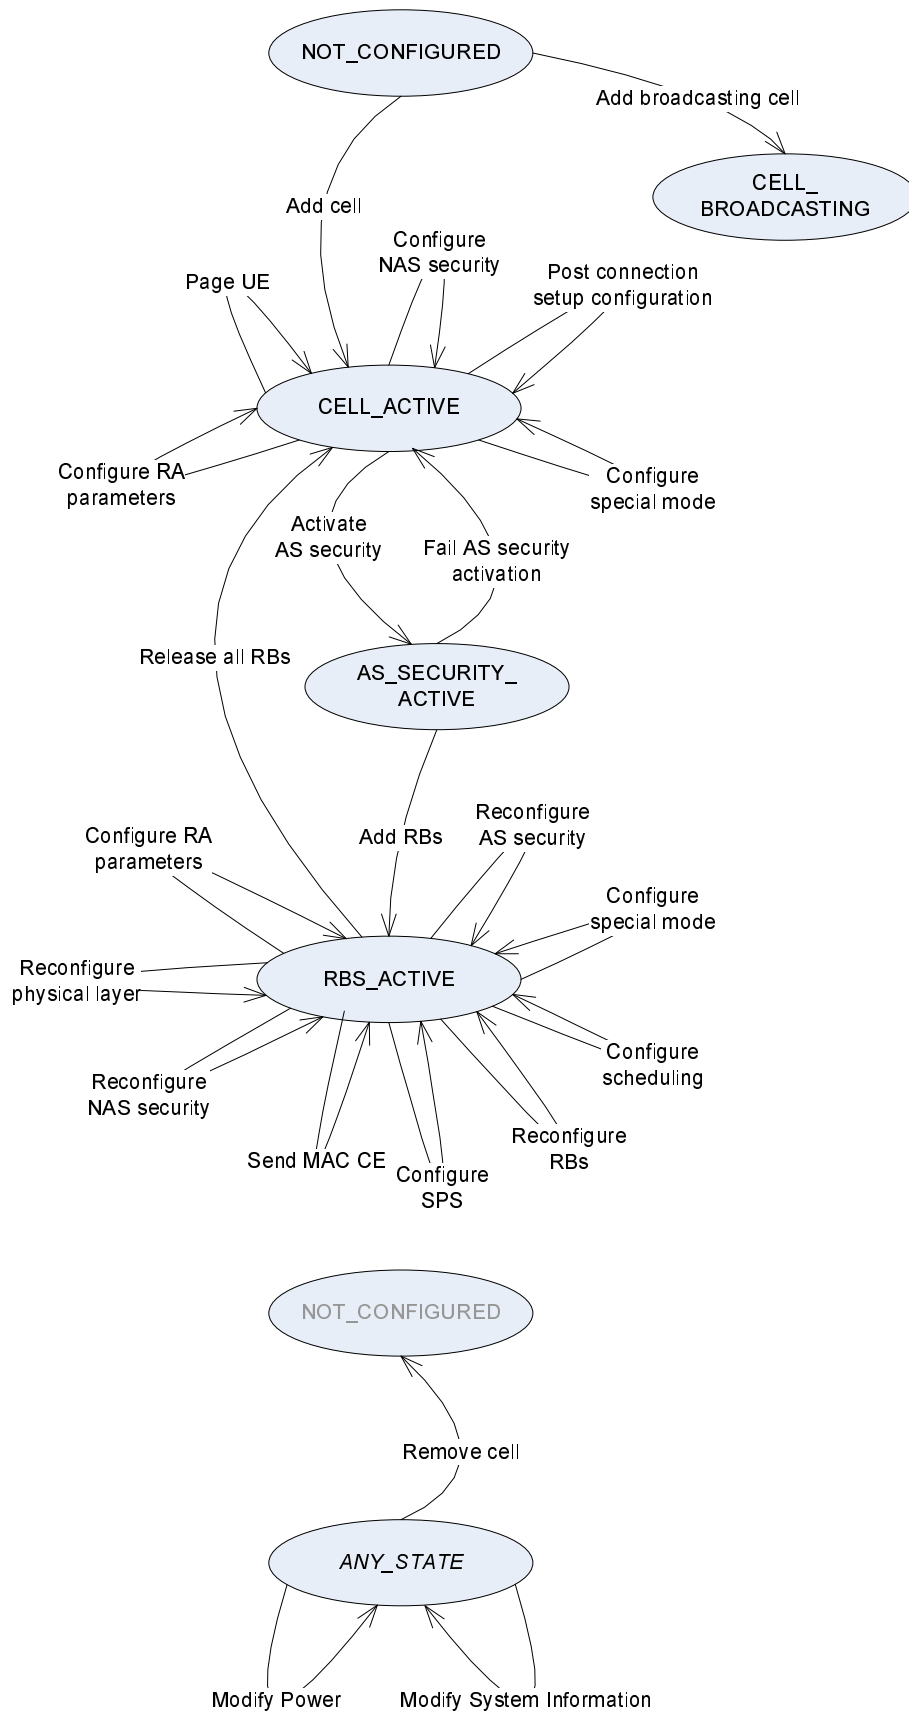 NOT_CONFIGURED
Add broadcasting cell
CELL_
BROADCASTING
Add cell
Configure
NAS security
Page UE
Post connection
setup configuration
CELL_ACTIVE
Configure RA
parameters
Configure
special mode
Activate
AS security
Fail AS security
activation
Release all RBs
AS_SECURITY_
ACTIVE
Add RBs
Reconfigure
AS security
Configure RA
parameters
Configure
special mode
Reconfigure
physical layer
RBS_ACTIVE
Configure
scheduling
Reconfigure
NAS security
Send MAC CE
Configure
SPS
Reconfigure
RBs
NOT_CONFIGURED
Remove cell
ANY_STATE
Modify Power
Modify System Information